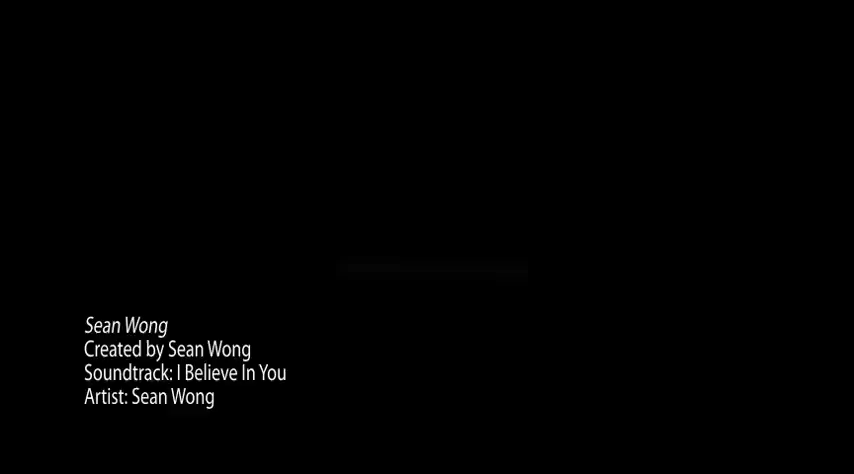 Sean Wong
Created by Sean Wong
Soundtrack: I Believe In You
Artist: Sean Wong